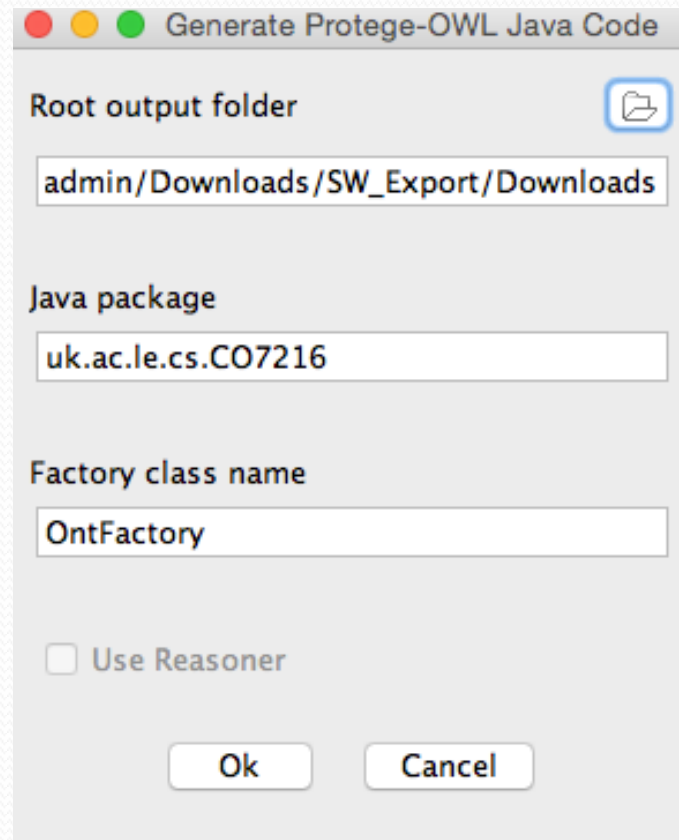 Generate Protege-OWL Java Code
Root output folder
admin/Downloads/SW_Export/Downloads
Java package
uk.ac.le.cs.CO7216
Factory class name
OntFactory
Use Reasoner
Ok Cancel